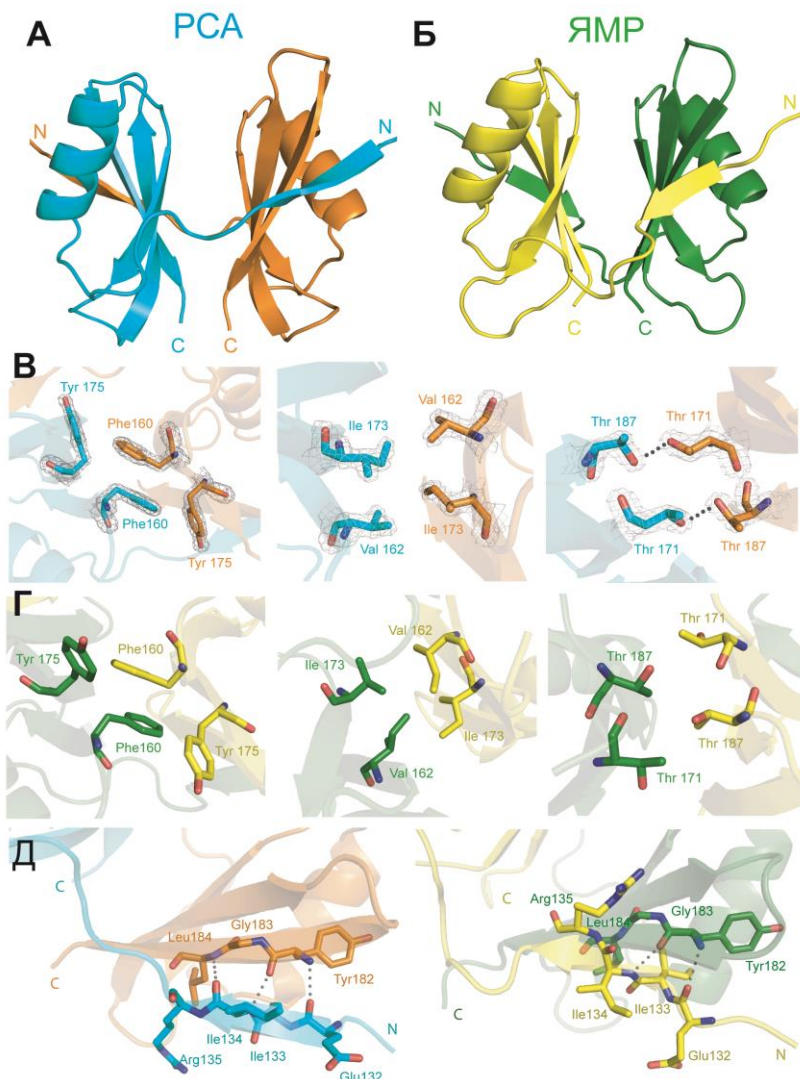 А PCA
Б ЯМР
N
N
N
N
C C
C C
В
Tyr 175
Phe160
Phe160
Tyr 175
Ile 173
Val 162
Val 162
Ile 173
Thr 187
Thr 171
Thr 171
Thr 187
Г
Tyr 175
Phe160
Phe160
Tyr 175
Ile 173
Val 162
Val 162
Ile 173
Thr 187
Thr 171
Thr 171
Thr 187
Д
C
C
Leu184
Gly183
Tyr182
Arg135
Ile134
Ile133
Glu132
N
C
C
Arg135
Leu184
Gly183
Tyr182
Ile134
Ile133
Glu132
N